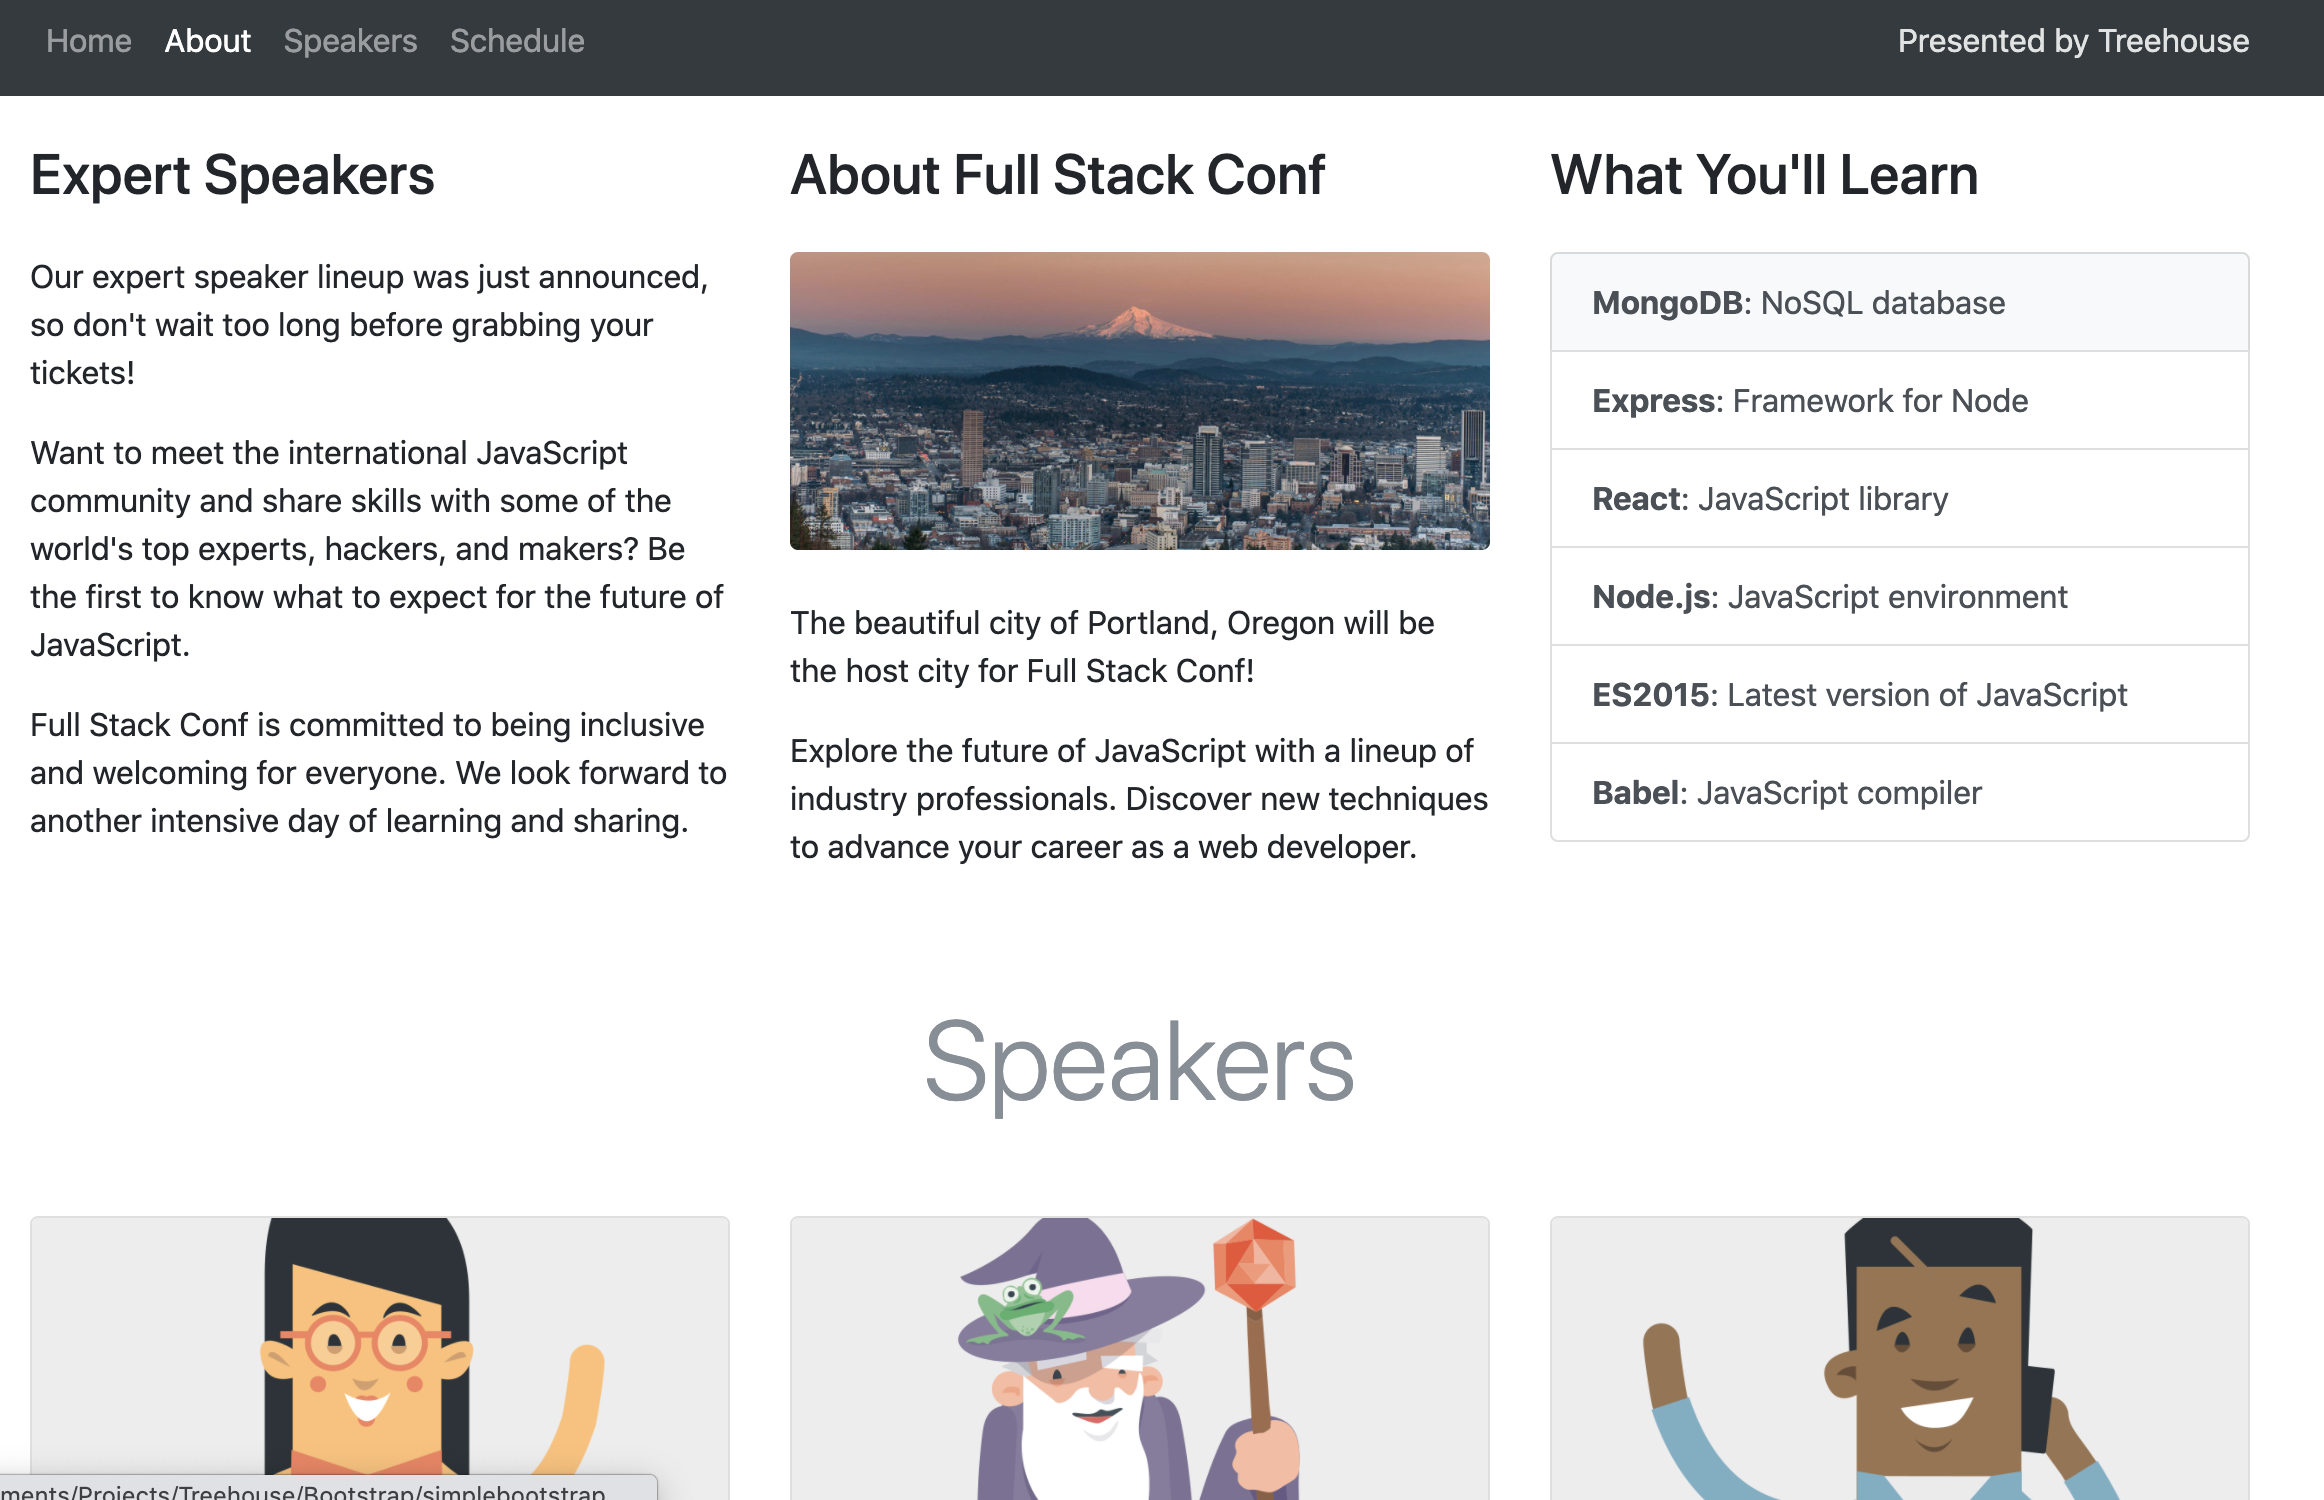 Home About Speakers Schedule Presented by Treehouse
Expert Speakers
Our expert speaker lineup was just announced,
so don't wait too long before grabbing your
tickets!
Want to meet the international JavaScript
community and share skills with some of the
world's top experts, hackers, and makers? Be
the first to know what to expect for the future of
JavaScript.
Full Stack Conf is committed to being inclusive
and welcoming for everyone. We look forward to
another intensive day of learning and sharing.
About Full Stack Conf
The beautiful city of Portland, Oregon will be
the host city for Full Stack Conf!
Explore the future of JavaScript with a lineup of
industry professionals. Discover new techniques
to advance your career as a web developer.
What You'll Learn
MongoDB: NoSQL database
Express: Framework for Node
React: JavaScript library
Node.js: JavaScript environment
ES2015: Latest version of JavaScript
Babel: JavaScript compiler
Speakers
ments/Projects/Treehouse/Bootstrap/simplebootstrap